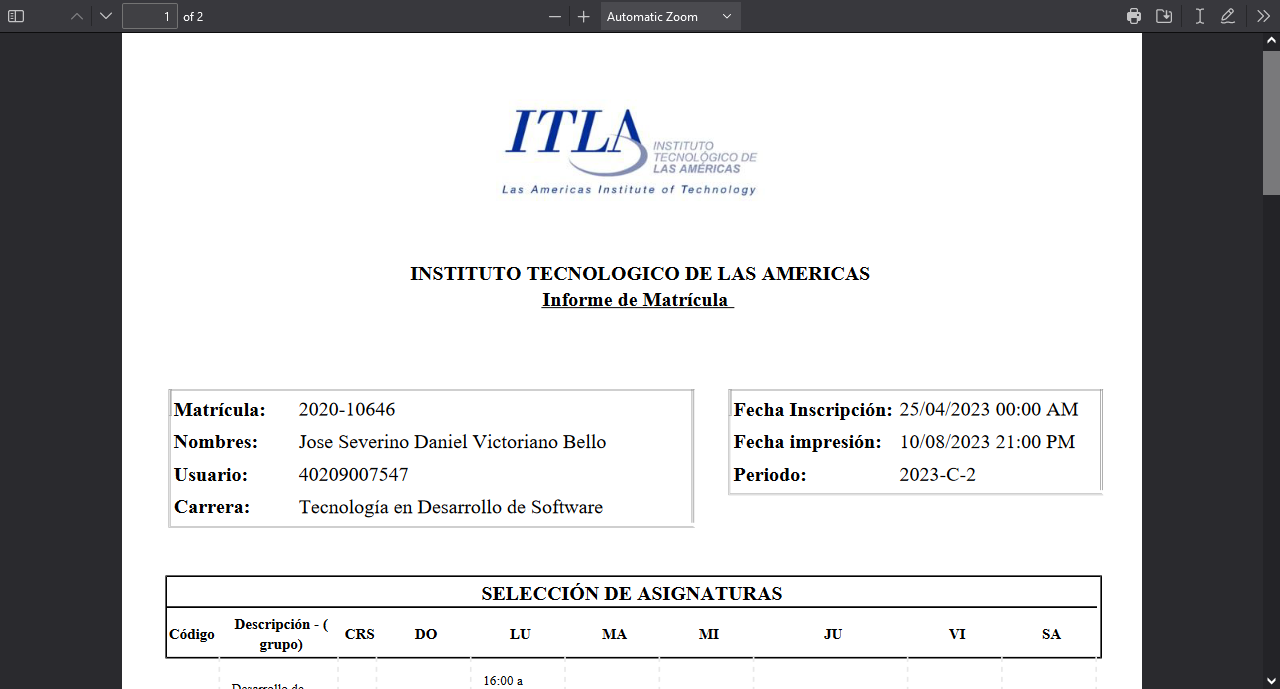 1 of 2 Automatic Zoom
ITLA
INSTITUTO
TECNOLÓGICO DE
LAS AMÉRICAS
Las Americas Institute of Technology
INSTITUTO TECNOLOGICO DE LAS AMERICAS
Informe de Matrícula
Matrícula: 2020-10646
Nombres: Jose Severino Daniel Victoriano Bello
Usuario: 40209007547
Carrera: Tecnología en Desarrollo de Software
Fecha Inscripción: 25/04/2023 00:00 AM
Fecha impresión: 10/08/2023 21:00 PM
Periodo: 2023-C-2
SELECCIÓN DE ASIGNATURAS
Código Descripción - ( grupo) CRS DO LU MA MI JU VI SA
16:00 a
Desarrollo de